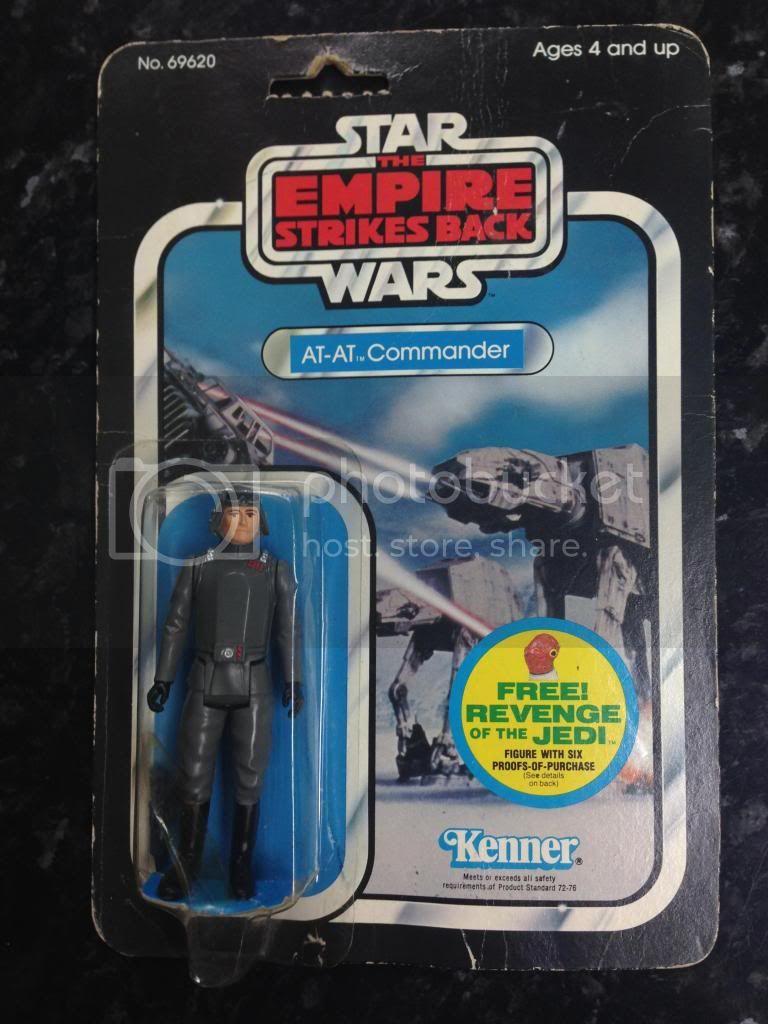 No. 69620
Ages 4 and up
STAR
THE
EMPIRE
STRIKES BACK
WARS™
AT-AT™ Commander
photobucket
host. store. share.
FREE!
REVENGE
OF THE JEDI™
FIGURE WITH SIX
PROOFS-OF-PURCHASE
(See details
on back)
Kenner®
Meets or exceeds all safety
requirements of Product Standard 72-76